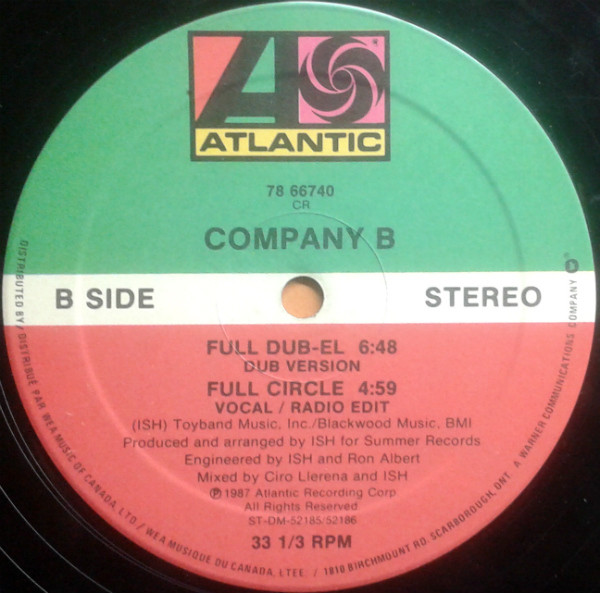 ATLANTIC
®
78 66740
CR
COMPANY B
B SIDE
STEREO
FULL DUB-EL 6:48
DUB VERSION
FULL CIRCLE 4:59
VOCAL / RADIO EDIT
(ISH) Toyband Music, Inc./Blackwood Music, BMI
Produced and arranged by ISH for Summer Records
Engineered by ISH and Ron Albert
Mixed by Ciro Llerena and ISH
℗1987 Atlantic Recording Corp
All Rights Reserved
ST-DM-52185/52186
33 1/3 RPM
DISTRIBUTED BY / DISTRIBUÉ PAR WEA MUSIC OF CANADA, LTD / WEA MUSIQUE DU CANADA, LTEE. / 1810 BIRCHMOUNT RD. SCARBOROUGH, ONT. A WARNER COMMUNICATIONS COMPANY